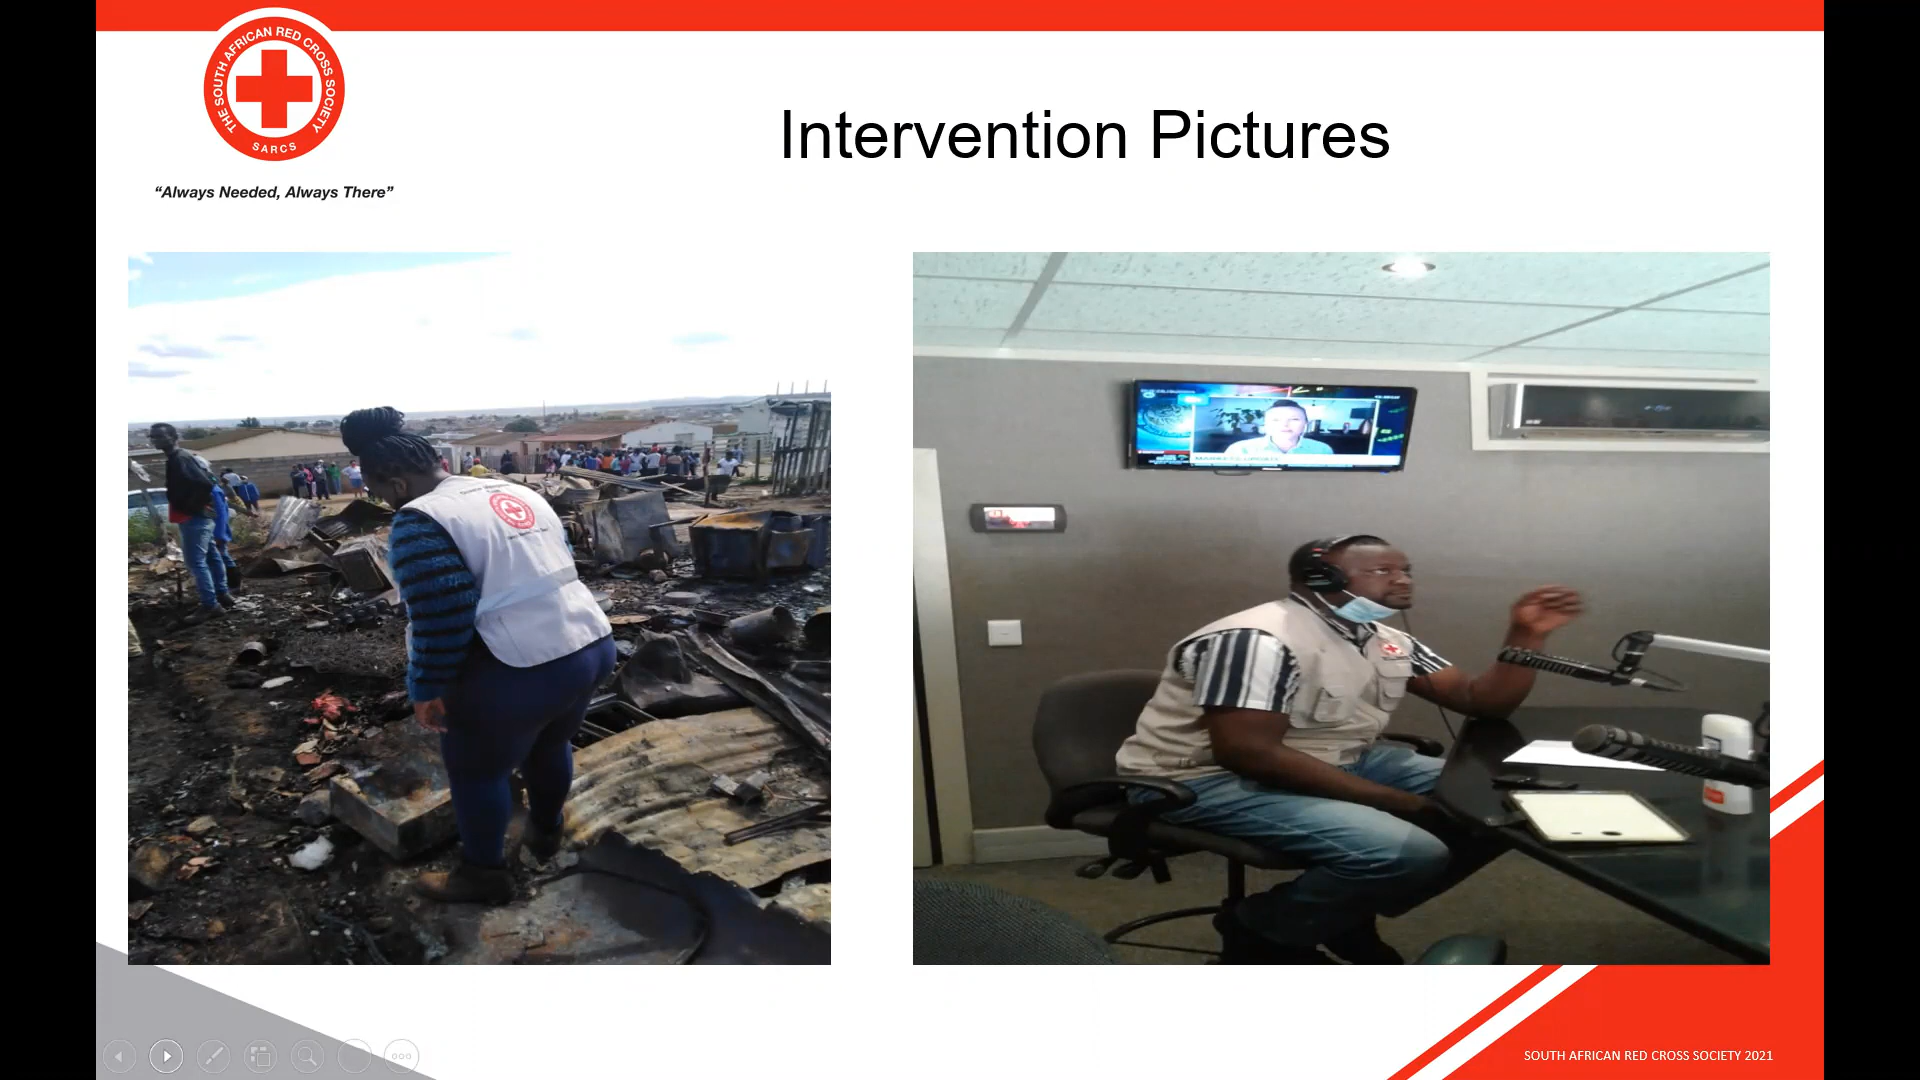 THE SOUTH AFRICAN RED CROSS SOCIETY
SARCS
“Always Needed, Always There”
Intervention Pictures
SOUTH AFRICAN RED CROSS SOCIETY 2021